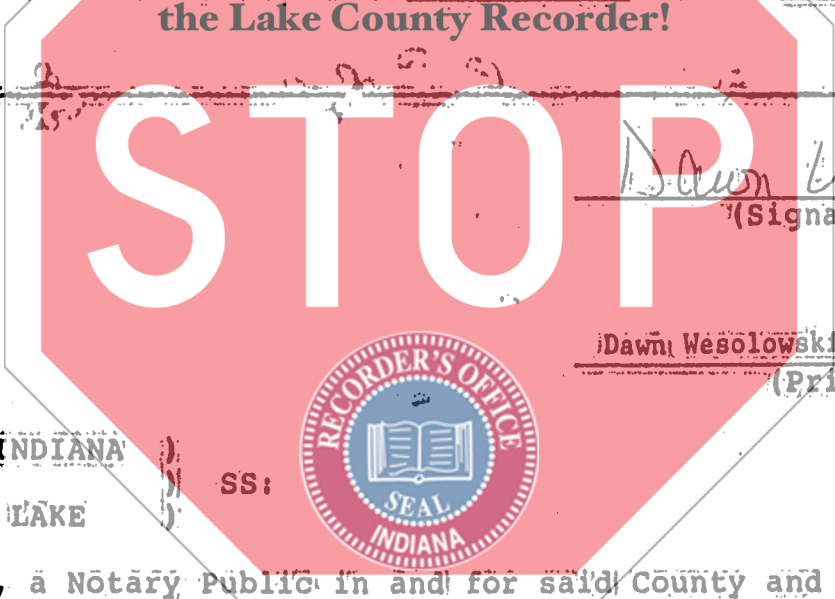 the Lake County Recorder!
STOP
Dawn
(Signa
Dawn Wesolowski
(Pri
RECORDER'S OFFICE
SEAL
INDIANA
INDIANA )
)
SS:
LAKE )
, a Notary Public in and for said County and